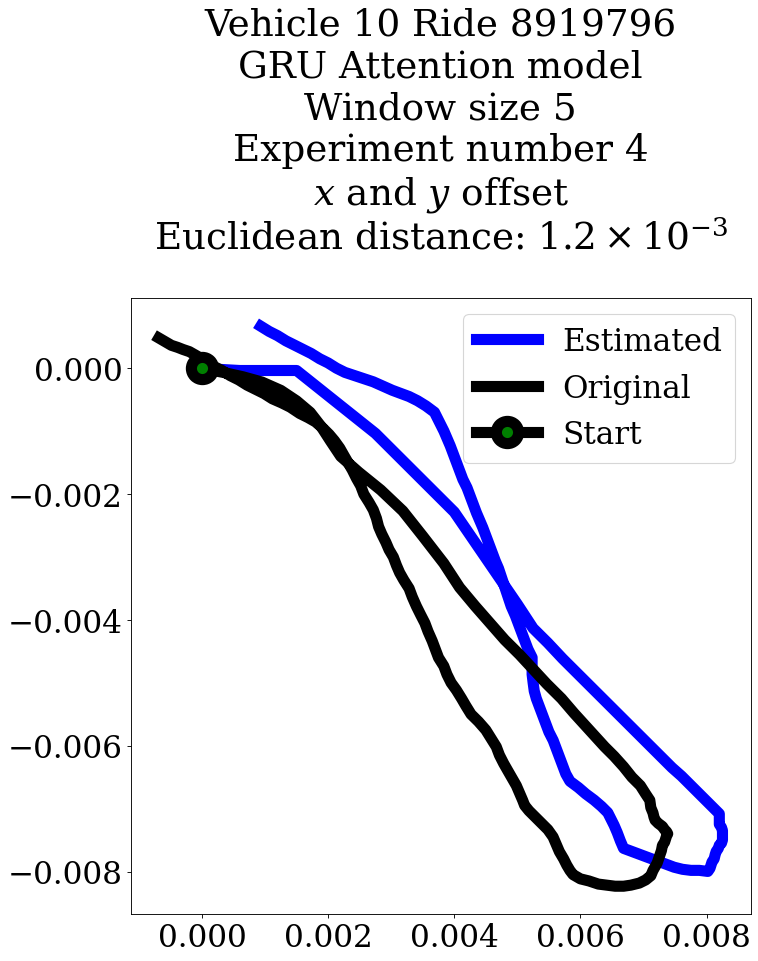 Vehicle 10 Ride 8919796
GRU Attention model
Window size 5
Experiment number 4
x and y offset
Euclidean distance: 1.2 × 10⁻³
Estimated
Original
Start
0.000
−0.002
−0.004
−0.006
−0.008
0.000 0.002 0.004 0.006 0.008